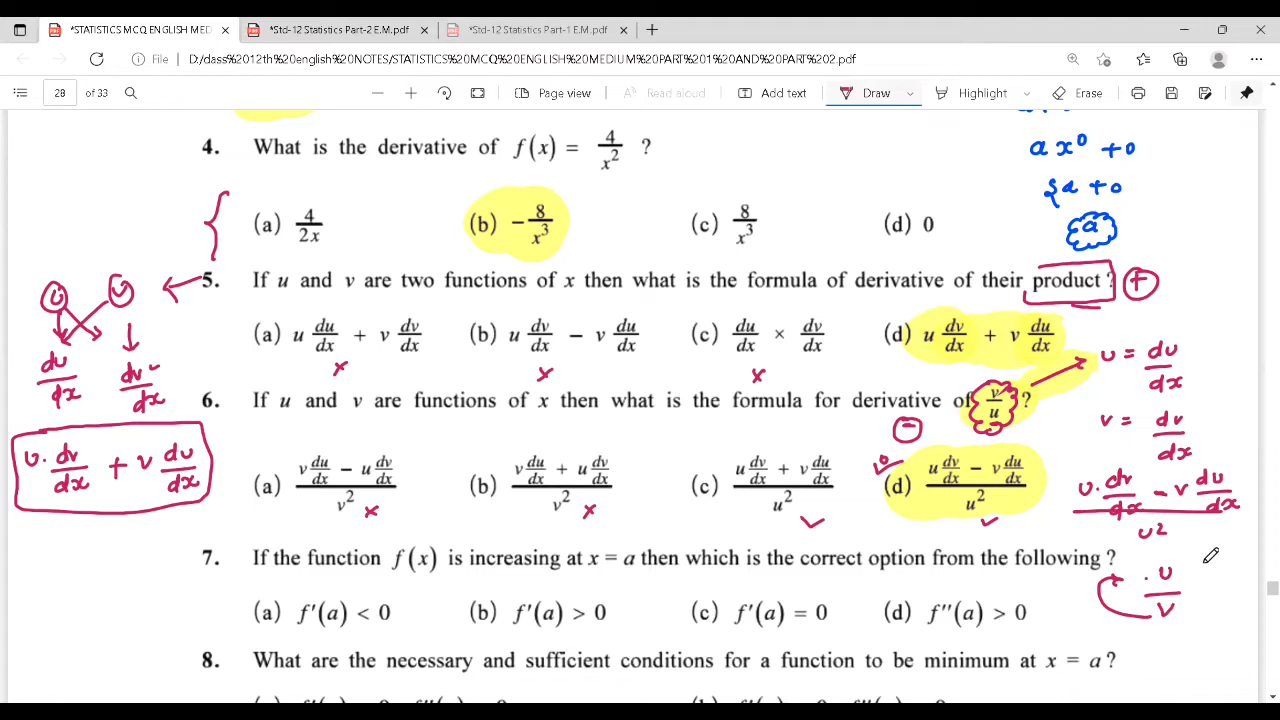 *STATISTICS MCQ ENGLISH MED
*Std-12 Statistics Part-2 E.M.pdf
*Std-12 Statistics Part-1 E.M.pdf
File D:/class%2012th%20english%20NOTES/STATISTICS%20MCQ%20ENGLISH%20MEDIUM%20PART%201%20AND%20PART%202.pdf
28 of 33 Page view Read aloud Add text Draw Highlight Erase
4. What is the derivative of f(x) = 4/x² ?
a x⁰ + 0
a + 0
a
(a) 4/2x (b) −8/x³ (c) 8/x³ (d) 0
5. If u and v are two functions of x then what is the formula of derivative of their product ? +
u v
(a) u du/dx + v dv/dx (b) u dv/dx − v du/dx (c) du/dx × dv/dx (d) u dv/dx + v du/dx
× × ×
du/dx dv/dx
u = du/dx
6. If u and v are functions of x then what is the formula for derivative of v/u ?
v = dv/dx
−
u · dv/dx + v du/dx
(a) (v du/dx − u dv/dx)/v² (b) (v du/dx + u dv/dx)/v² (c) (u dv/dx + v du/dx)/u² (d) (u dv/dx − v du/dx)/u²
× ×
(u · dv/dx − v du/dx)/u²
7. If the function f(x) is increasing at x = a then which is the correct option from the following ?
u/v
(a) f′(a) < 0 (b) f′(a) > 0 (c) f′(a) = 0 (d) f″(a) > 0
8. What are the necessary and sufficient conditions for a function to be minimum at x = a ?